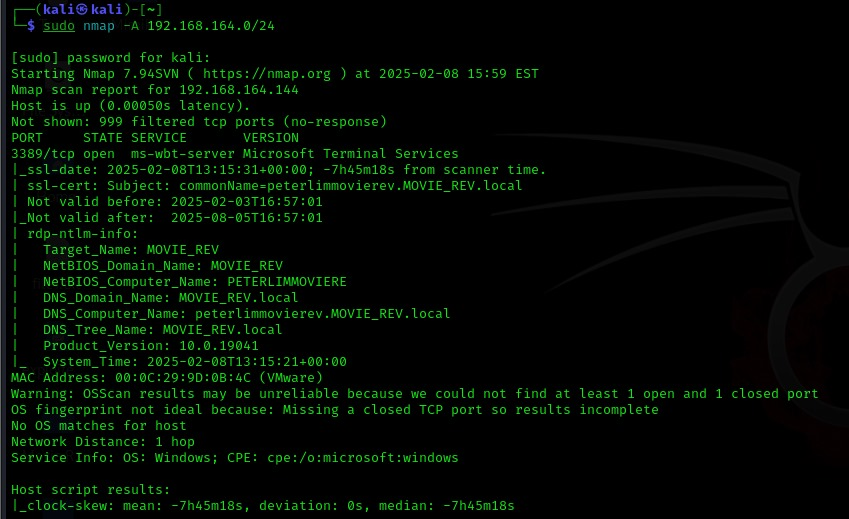 ┌──(kali㉿kali)-[~]
└─$ sudo nmap -A 192.168.164.0/24
[sudo] password for kali:
Starting Nmap 7.94SVN ( https://nmap.org ) at 2025-02-08 15:59 EST
Nmap scan report for 192.168.164.144
Host is up (0.00050s latency).
Not shown: 999 filtered tcp ports (no-response)
PORT     STATE SERVICE       VERSION
3389/tcp open  ms-wbt-server Microsoft Terminal Services
|_ssl-date: 2025-02-08T13:15:31+00:00; -7h45m18s from scanner time.
| ssl-cert: Subject: commonName=peterlimmovierev.MOVIE_REV.local
| Not valid before: 2025-02-03T16:57:01
|_Not valid after:  2025-08-05T16:57:01
| rdp-ntlm-info:
|   Target_Name: MOVIE_REV
|   NetBIOS_Domain_Name: MOVIE_REV
|   NetBIOS_Computer_Name: PETERLIMMOVIERE
|   DNS_Domain_Name: MOVIE_REV.local
|   DNS_Computer_Name: peterlimmovierev.MOVIE_REV.local
|   DNS_Tree_Name: MOVIE_REV.local
|   Product_Version: 10.0.19041
|_  System_Time: 2025-02-08T13:15:21+00:00
MAC Address: 00:0C:29:9D:0B:4C (VMware)
Warning: OSScan results may be unreliable because we could not find at least 1 open and 1 closed port
OS fingerprint not ideal because: Missing a closed TCP port so results incomplete
No OS matches for host
Network Distance: 1 hop
Service Info: OS: Windows; CPE: cpe:/o:microsoft:windows
Host script results:
|_clock-skew: mean: -7h45m18s, deviation: 0s, median: -7h45m18s